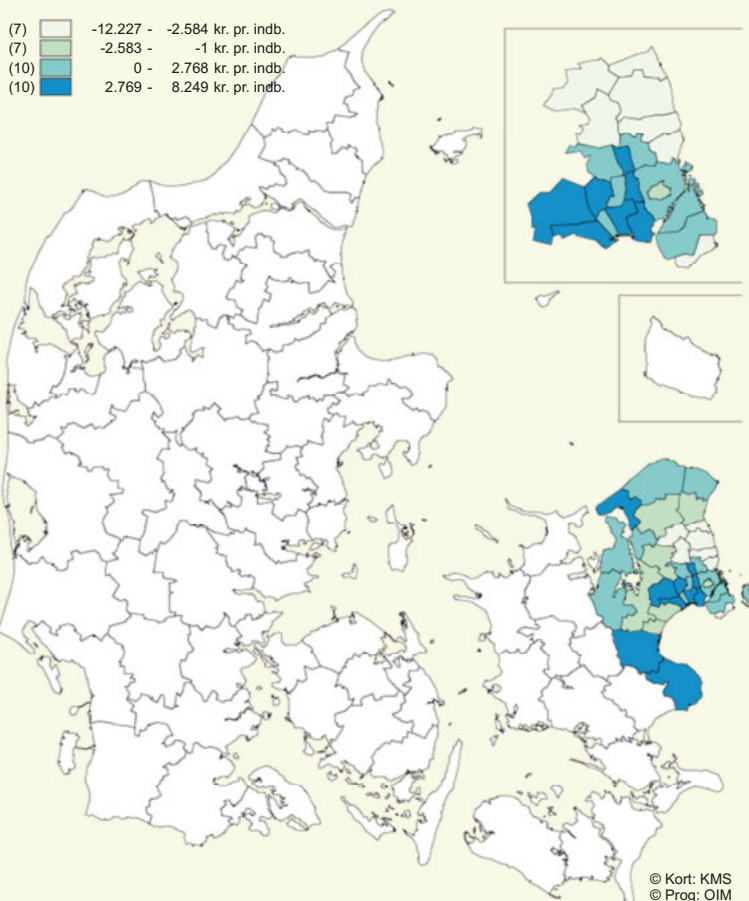 (7) -12.227 - -2.584 kr. pr. indb.
(7) -2.583 - -1 kr. pr. indb.
(10) 0 - 2.768 kr. pr. indb.
(10) 2.769 - 8.249 kr. pr. indb.
© Kort: KMS
© Prog: OIM